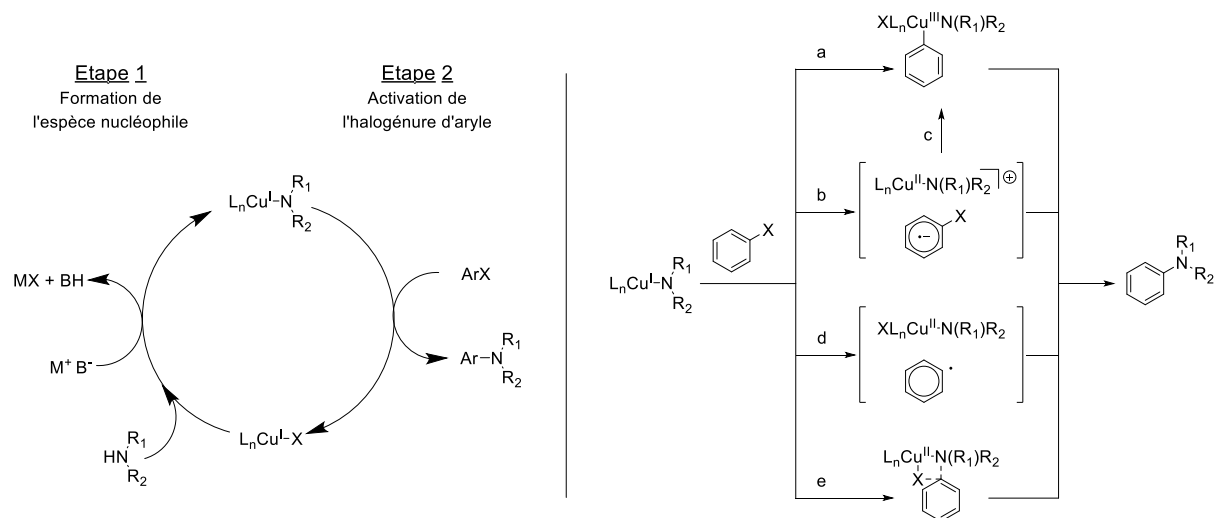 Etape 1
Formation de
l'espèce nucléophile
Etape 2
Activation de
l'halogénure d'aryle
LnCuI-N
R1
R2
MX + BH
ArX
M+ B-
Ar-N
R1
R2
HN
R1
R2
LnCuI-X
XLnCuIIIN(R1)R2
a
c
LnCuII-N(R1)R2
⊕
b
X
•−
X
LnCuI-N
R1
R2
R1
N
R2
XLnCuII-N(R1)R2
d
•
LnCuII-N(R1)R2
X
e